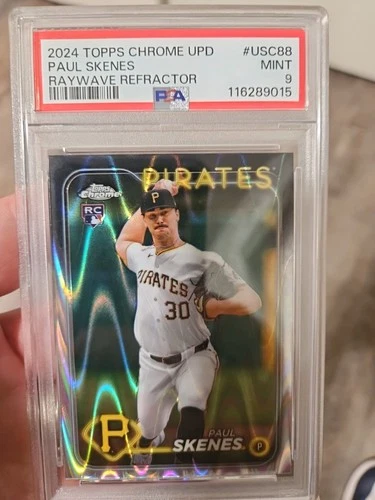 2024 TOPPS CHROME UPD #USC88
PAUL SKENES MINT
RAYWAVE REFRACTOR 9
PSA 116289015
PIRATES
Topps
Chrome
RC
P
PIRATES
30
P
PAUL
SKENES
P